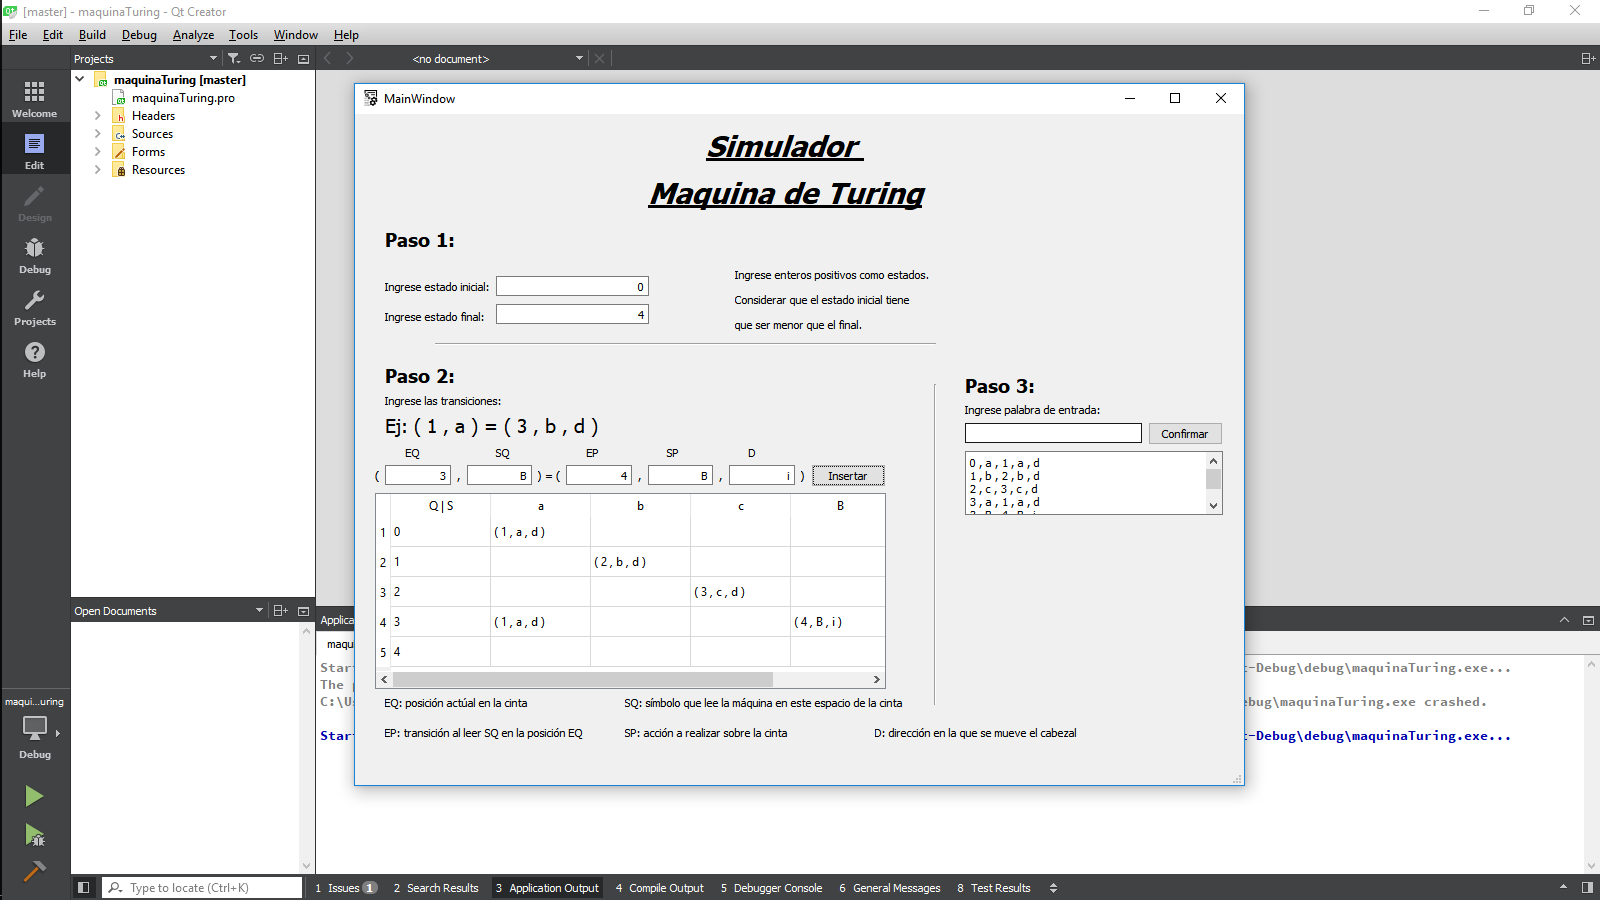 [master] - maquinaTuring - Qt Creator
File Edit Build Debug Analyze Tools Window Help
Projects
<no document>
Welcome
Edit
Design
Debug
Projects
Help
maquinaTuring [master]
maquinaTuring.pro
Headers
Sources
Forms
Resources
MainWindow
Simulador
Maquina de Turing
Paso 1:
Ingrese estado inicial: 0
Ingrese estado final: 4
Ingrese enteros positivos como estados.
Considerar que el estado inicial tiene
que ser menor que el final.
Paso 2:
Ingrese las transiciones:
Ej: ( 1 , a ) = ( 3 , b , d )
EQ SQ EP SP D
( 3 , B ) = ( 4 , B , i ) Insertar
Q|S a b c B
1 0 (1,a,d)
2 1 (2,b,d)
3 2 (3,c,d)
4 3 (1,a,d) (4,B,i)
5 4
EQ: posición actúal en la cinta
SQ: símbolo que lee la máquina en este espacio de la cinta
EP: transición al leer SQ en la posición EQ
SP: acción a realizar sobre la cinta
D: dirección en la que se mueve el cabezal
Paso 3:
Ingrese palabra de entrada:
Confirmar
0,a,1,a,d
1,b,2,b,d
2,c,3,c,d
3,a,1,a,d
3,B,4,B,i
Open Documents
Applica
maqu
Star t-Debug\debug\maquinaTuring.exe...
The
C:\U ebug\maquinaTuring.exe crashed.
Star t-Debug\debug\maquinaTuring.exe...
maqui...uring
Debug
Type to locate (Ctrl+K)
1 Issues 1 2 Search Results 3 Application Output 4 Compile Output 5 Debugger Console 6 General Messages 8 Test Results